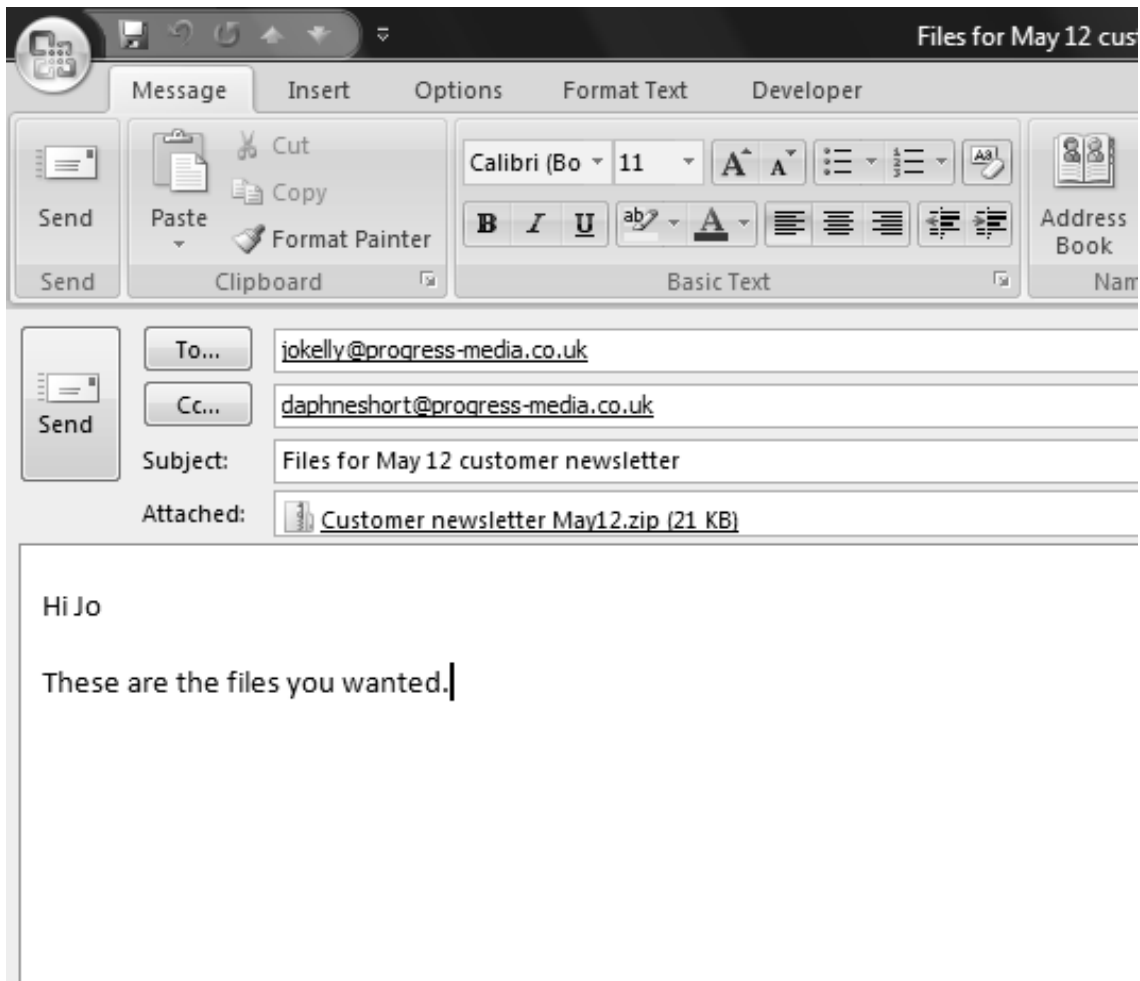 Files for May 12 cus
Message Insert Options Format Text Developer
Send
Paste
Cut
Copy
Format Painter
Calibri (Bo 11
B I U ab A
Address
Book
Send Clipboard Basic Text Nam
Send
To... jokelly@progress-media.co.uk
Cc... daphneshort@progress-media.co.uk
Subject: Files for May 12 customer newsletter
Attached: Customer newsletter May12.zip (21 KB)
Hi Jo
These are the files you wanted.